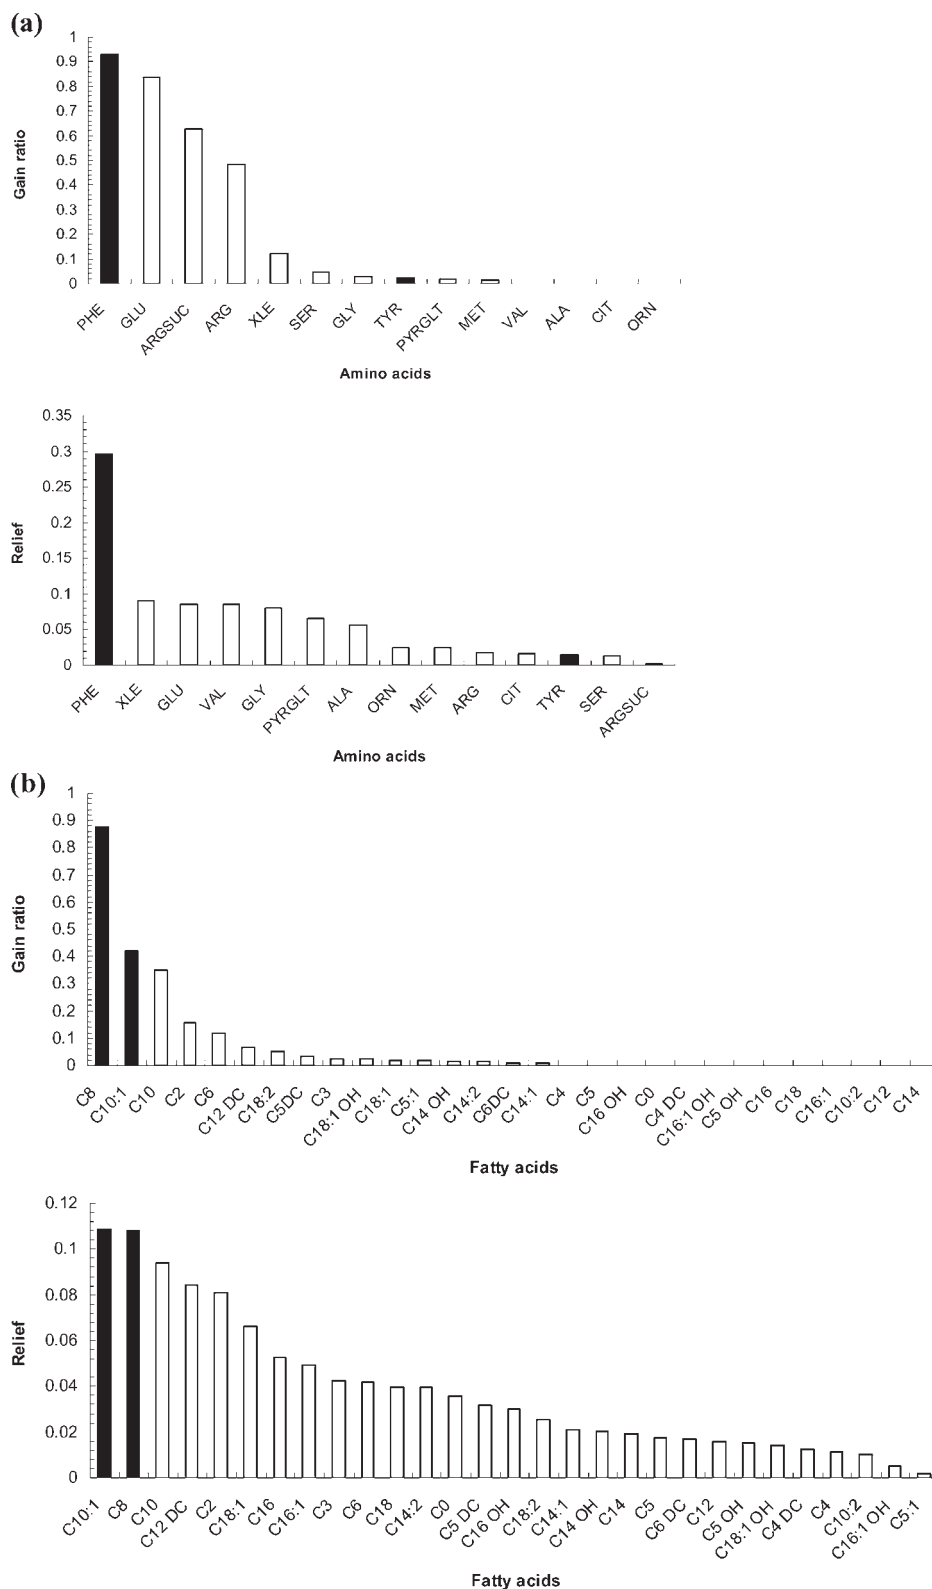 (a)
1
0.9
0.8
0.7
0.6
0.5
0.4
0.3
0.2
0.1
0
Gain ratio
PHE GLU ARGSUC ARG XLE SER GLY TYR PYRGLT MET VAL ALA CIT ORN
Amino acids
0.35
0.3
0.25
0.2
0.15
0.1
0.05
0
Relief
PHE XLE GLU VAL GLY PYRGLT ALA ORN MET ARG CIT TYR SER ARGSUC
Amino acids
(b)
1
0.9
0.8
0.7
0.6
0.5
0.4
0.3
0.2
0.1
0
Gain ratio
C8 C10:1 C10 C2 C6 C12 DC C18:2 C5DC C3 C18:1 OH C18:1 C5:1 C14 OH C14:2 C6DC C14:1 C4 C5 C16 OH C0 C4 DC C16:1 OH C5 OH C16 C18 C16:1 C10:2 C12 C14
Fatty acids
0.12
0.1
0.08
0.06
0.04
0.02
0
Relief
C10:1 C8 C10 C12 DC C2 C18:1 C16 C16:1 C3 C6 C18 C14:2 C0 C5 DC C16 OH C18:2 C14:1 C14 OH C14 C5 C6 DC C12 C5 OH C18:1 OH C4 DC C4 C10:2 C16:1 OH C5:1
Fatty acids